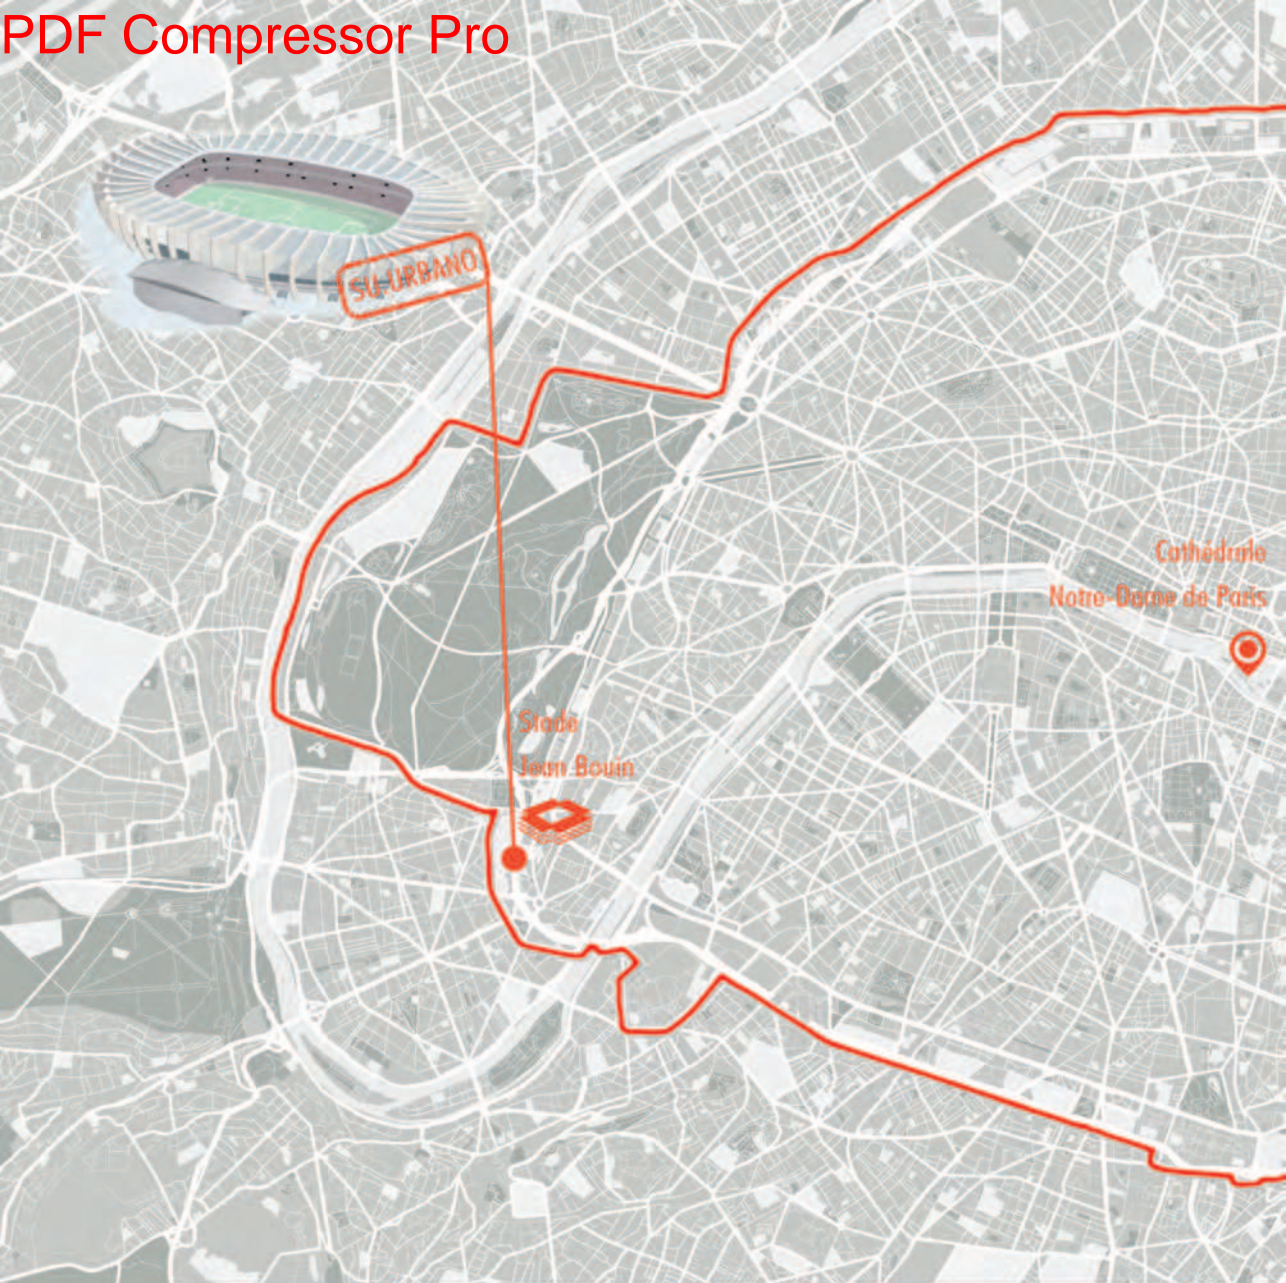 PDF Compressor Pro
SU.URBANO
Cathédrale
Notre-Dame de Paris
Stade
Jean Bouin